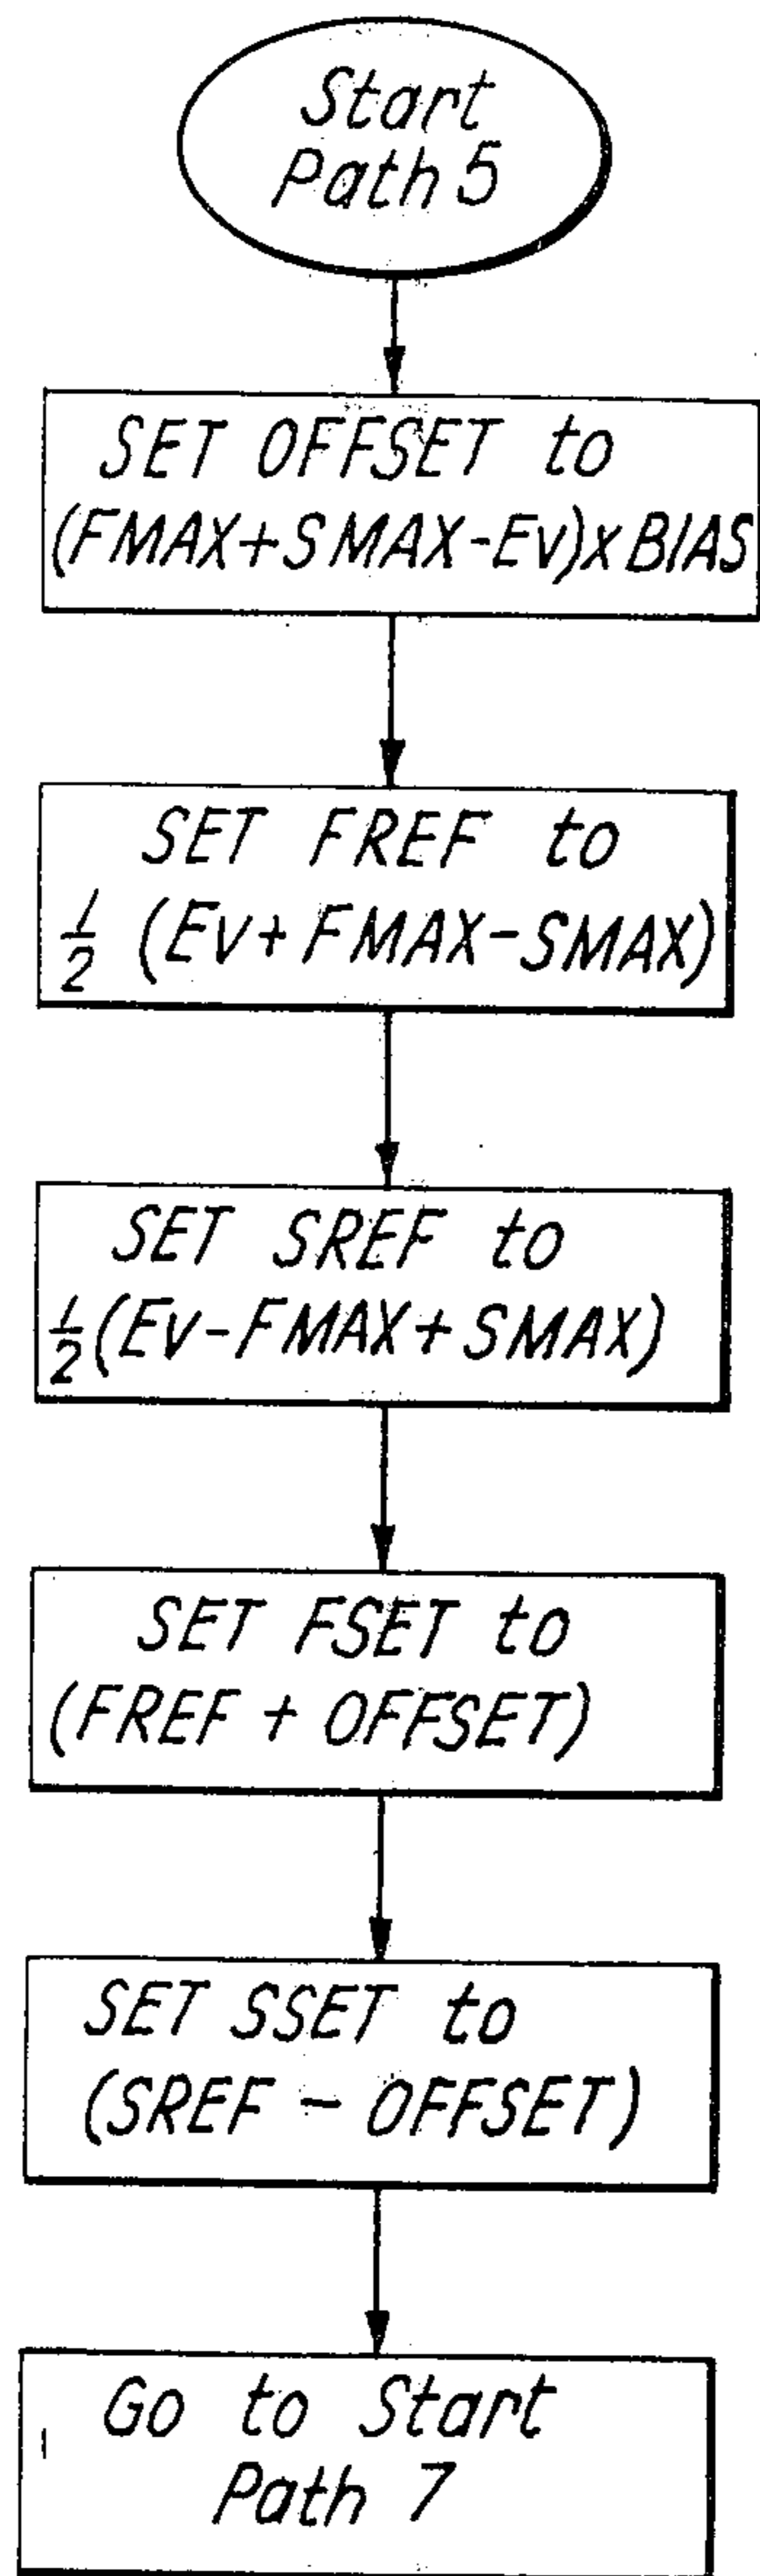 Start
Path 5
SET OFFSET to
(FMAX+SMAX-Ev)xBIAS
SET FREF to
1/2 (Ev+FMAX-SMAX)
SET SREF to
1/2(Ev-FMAX+SMAX)
SET FSET to
(FREF + OFFSET)
SET SSET to
(SREF - OFFSET)
Go to Start
Path 7